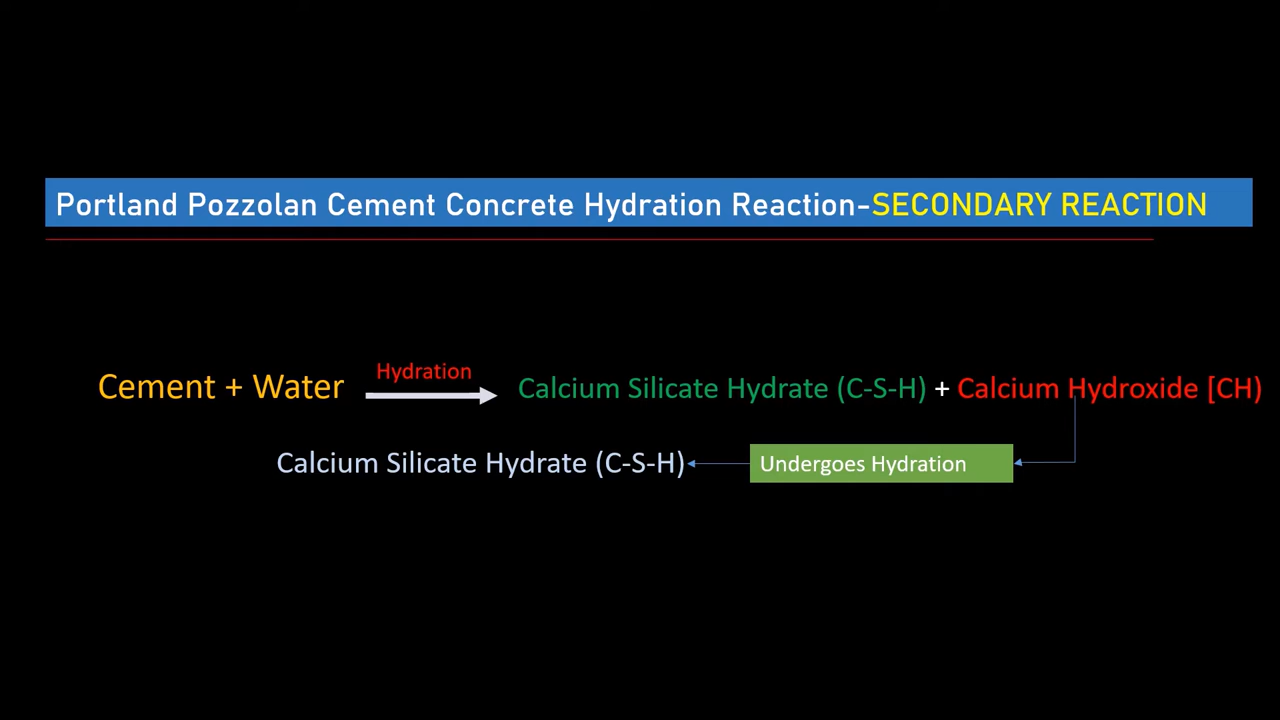 Portland Pozzolan Cement Concrete Hydration Reaction-SECONDARY REACTION
Hydration
Cement + Water
Calcium Silicate Hydrate (C-S-H) + Calcium Hydroxide [CH)
Calcium Silicate Hydrate (C-S-H)
Undergoes Hydration